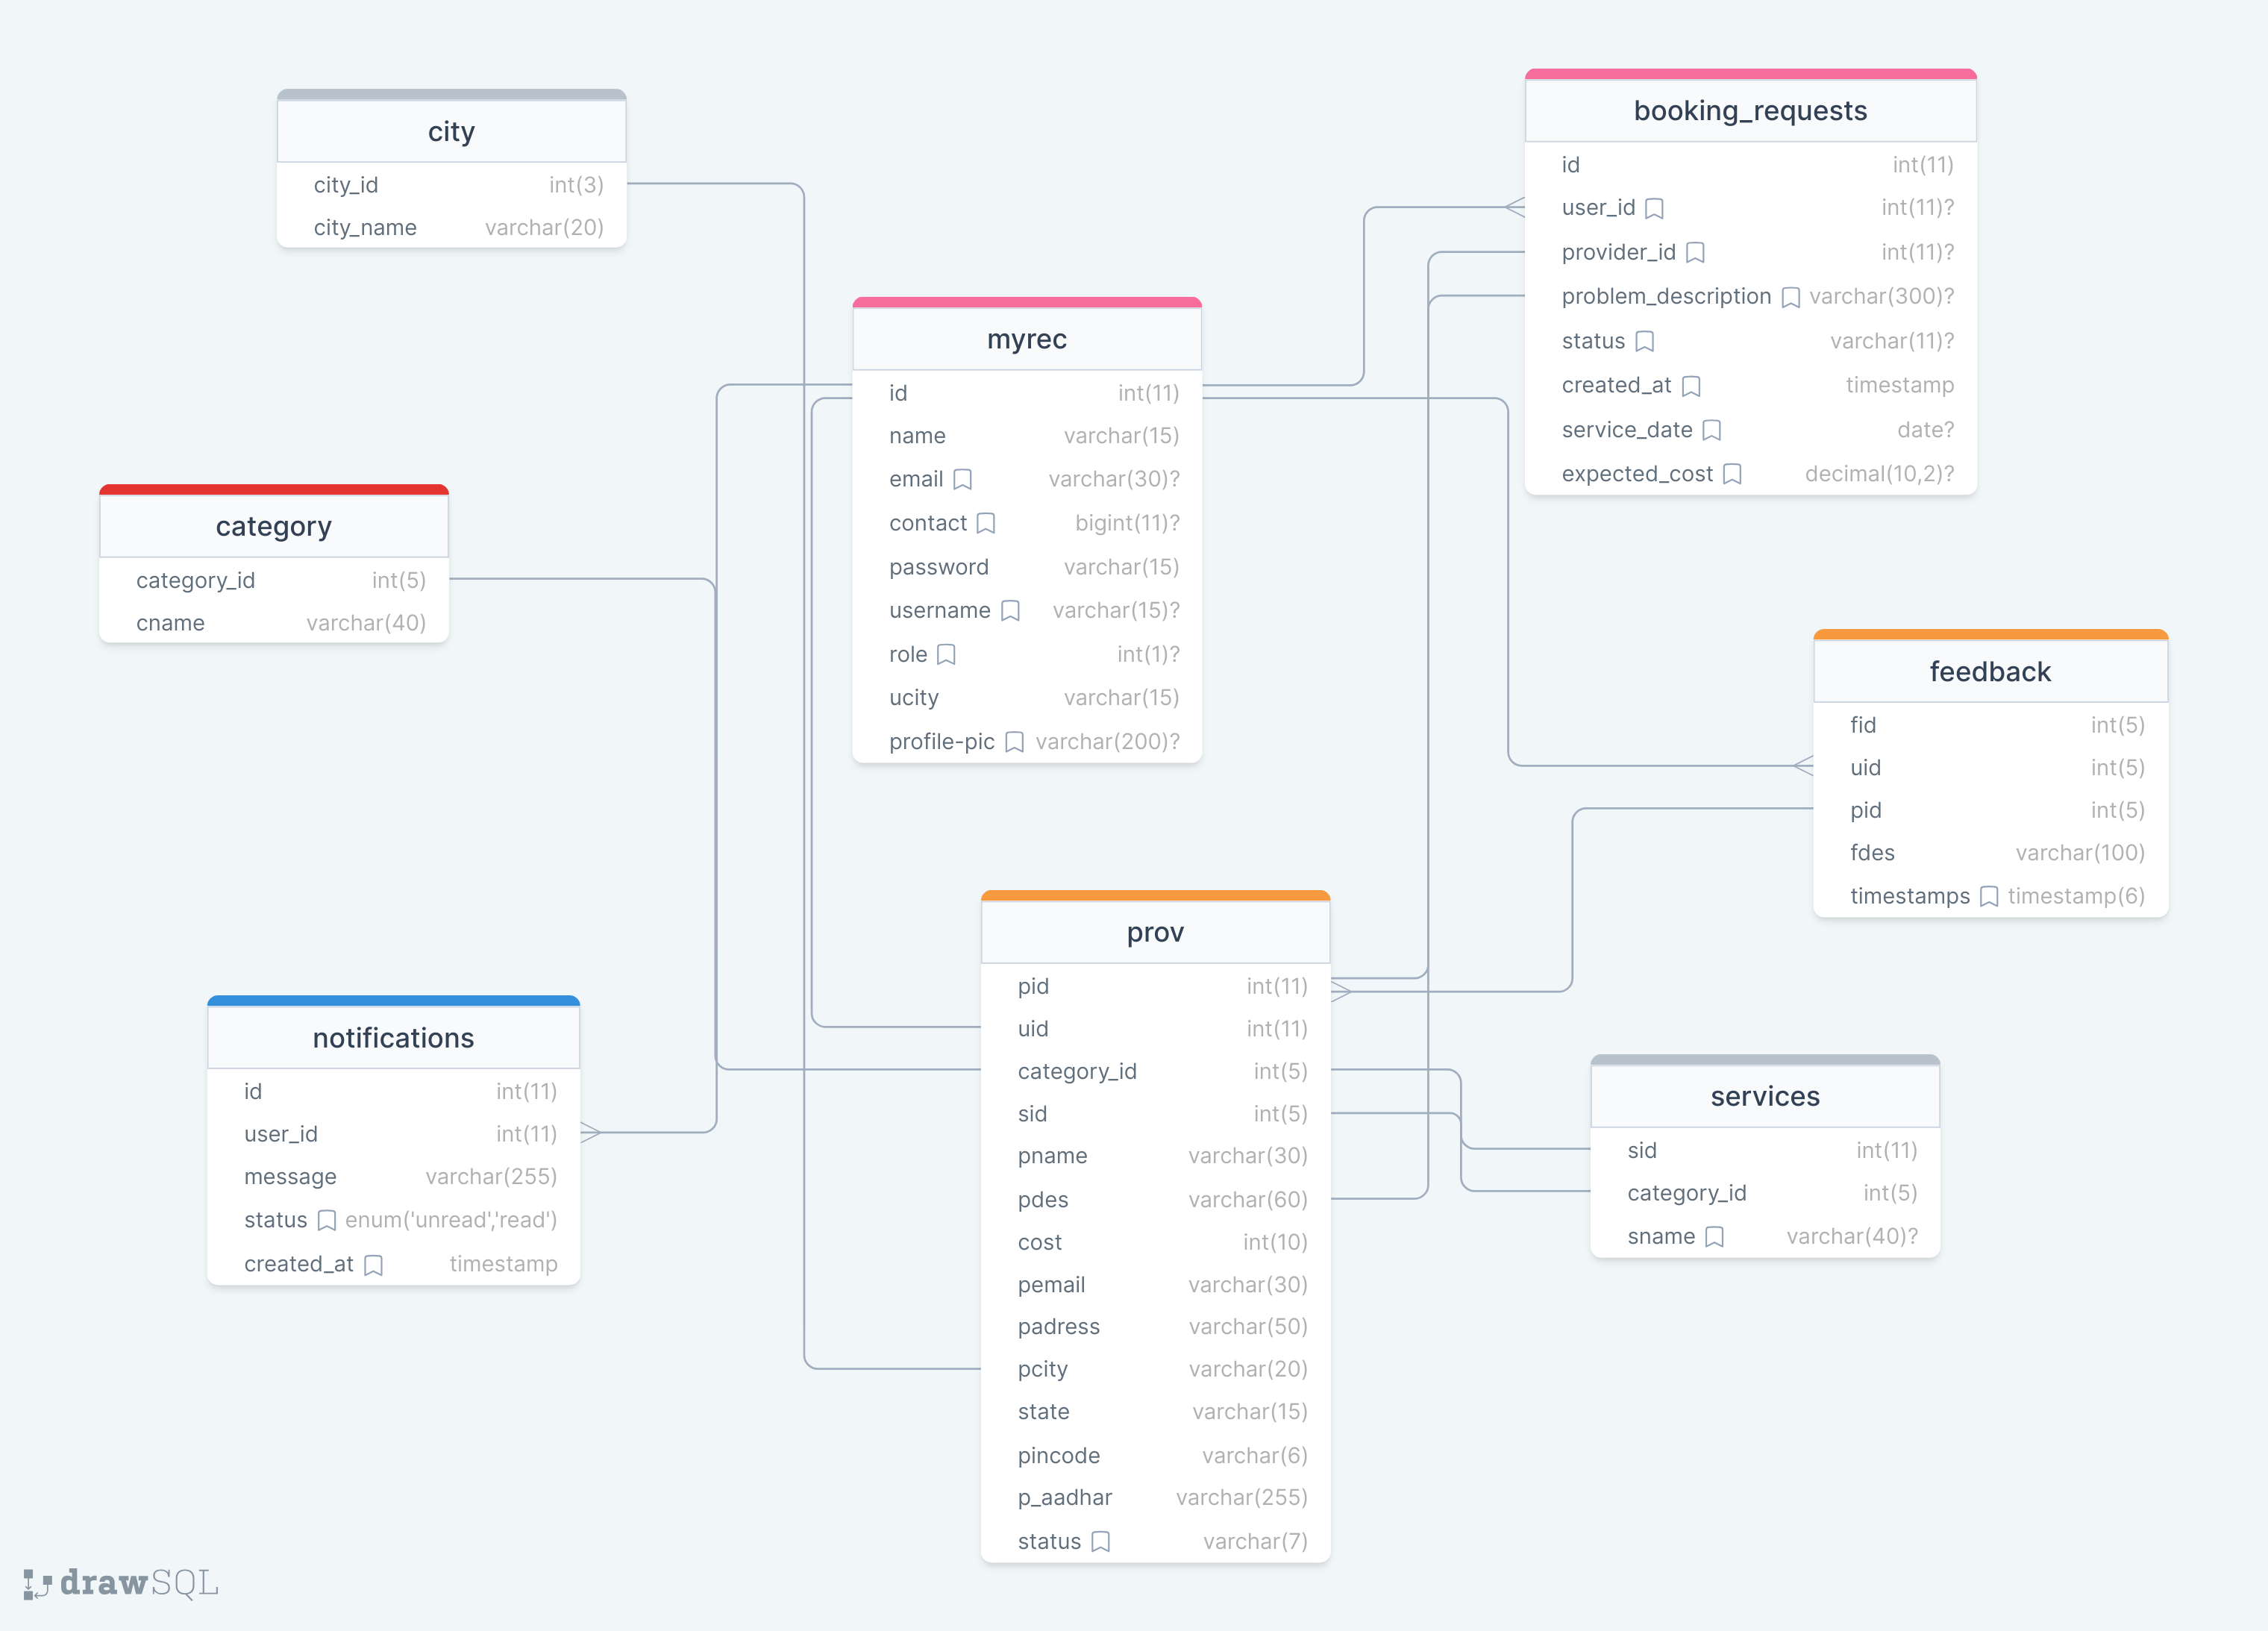 city
city_id int(3)
city_name varchar(20)
booking_requests
id int(11)
user_id int(11)?
provider_id int(11)?
problem_description varchar(300)?
status varchar(11)?
created_at timestamp
service_date date?
expected_cost decimal(10,2)?
myrec
id int(11)
name varchar(15)
email varchar(30)?
contact bigint(11)?
password varchar(15)
username varchar(15)?
role int(1)?
ucity varchar(15)
profile-pic varchar(200)?
category
category_id int(5)
cname varchar(40)
feedback
fid int(5)
uid int(5)
pid int(5)
fdes varchar(100)
timestamps timestamp(6)
prov
pid int(11)
uid int(11)
category_id int(5)
sid int(5)
pname varchar(30)
pdes varchar(60)
cost int(10)
pemail varchar(30)
padress varchar(50)
pcity varchar(20)
state varchar(15)
pincode varchar(6)
p_aadhar varchar(255)
status varchar(7)
notifications
id int(11)
user_id int(11)
message varchar(255)
status enum('unread','read')
created_at timestamp
services
sid int(11)
category_id int(5)
sname varchar(40)?
drawSQL